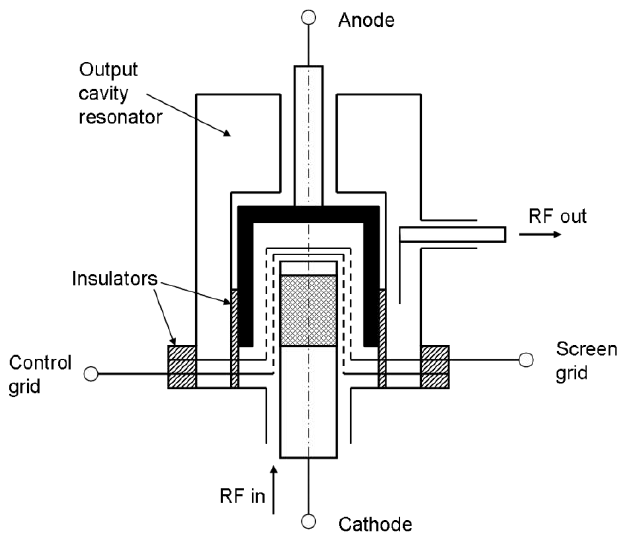 Anode
Output
cavity
resonator
RF out
Insulators
Control
grid
Screen
grid
RF in
Cathode